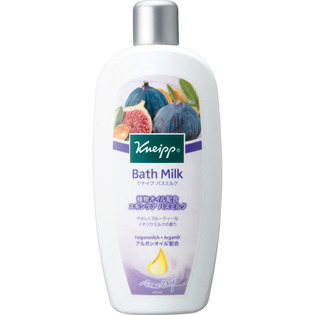 Kneipp®
Bath Milk
クナイプ バスミルク
植物オイル配合
スキンケア バスミルク
やさしくフルーティーな
イチジクミルクの香り
Feigenmilch • Arganöl
アルガンオイル配合